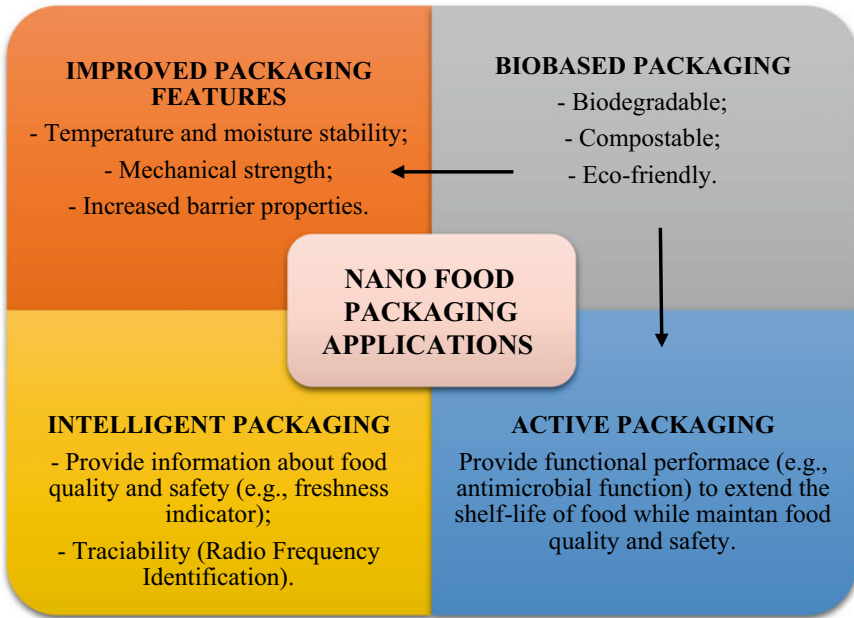 IMPROVED PACKAGING
FEATURES
- Temperature and moisture stability;
- Mechanical strength;
- Increased barrier properties.
BIOBASED PACKAGING
- Biodegradable;
- Compostable;
- Eco-friendly.
NANO FOOD
PACKAGING
APPLICATIONS
INTELLIGENT PACKAGING
- Provide information about food
quality and safety (e.g., freshness
indicator);
- Traciability (Radio Frequency
Identification).
ACTIVE PACKAGING
Provide functional performace (e.g.,
antimicrobial function) to extend the
shelf-life of food while maintan food
quality and safety.